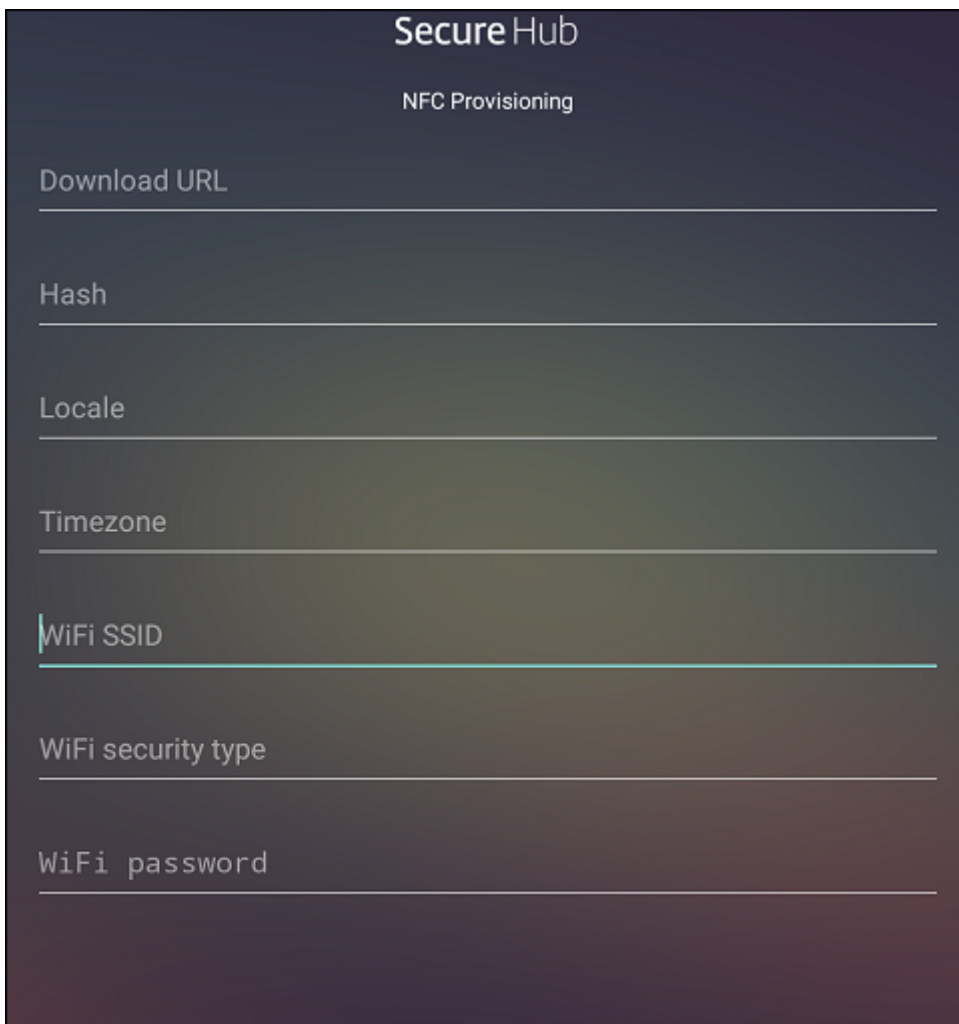 Secure Hub
NFC Provisioning
Download URL
Hash
Locale
Timezone
WiFi SSID
WiFi security type
WiFi password